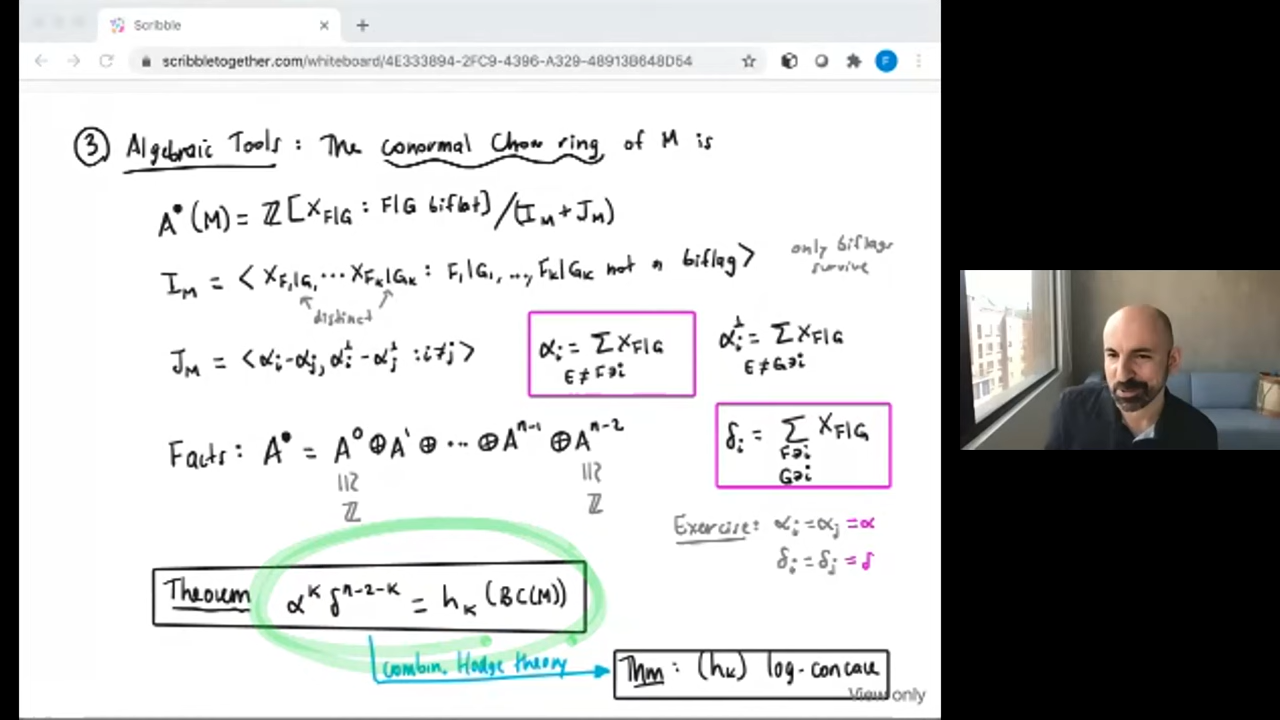 Scribble
scribbletogether.com/whiteboard/4E333894-2FC9-4396-A329-48913B648D54
F
③ Algebraic Tools: The conormal Chow ring of M is
A•(M) = ℤ[x_F|G : F|G biflat]/(I_M + J_M)
I_M = < x_F₁|G₁ ⋯ x_Fₖ|Gₖ : F₁|G₁, ..., Fₖ|Gₖ not a biflag >
only biflags
survive
distinct
J_M = < αᵢ - αⱼ, αᵢ^⊥ - αⱼ^⊥ : i≠j >
αᵢ = Σ x_F|G
E ≠ F∋i
αᵢ^⊥ = Σ x_F|G
E ≠ G∋i
Facts: A• = A⁰ ⊕ A¹ ⊕ ⋯ ⊕ A^{n-1} ⊕ A^{n-2}
δᵢ = Σ x_F|G
F∋i
G∋i
≅ ≅
ℤ ℤ
Exercise: αᵢ = αⱼ = α
δᵢ = δⱼ = δ
Theorem α^k δ^{n-2-k} = h_k (BC(M))
combin. Hodge theory
Thm: (h_k) log-concave
View only